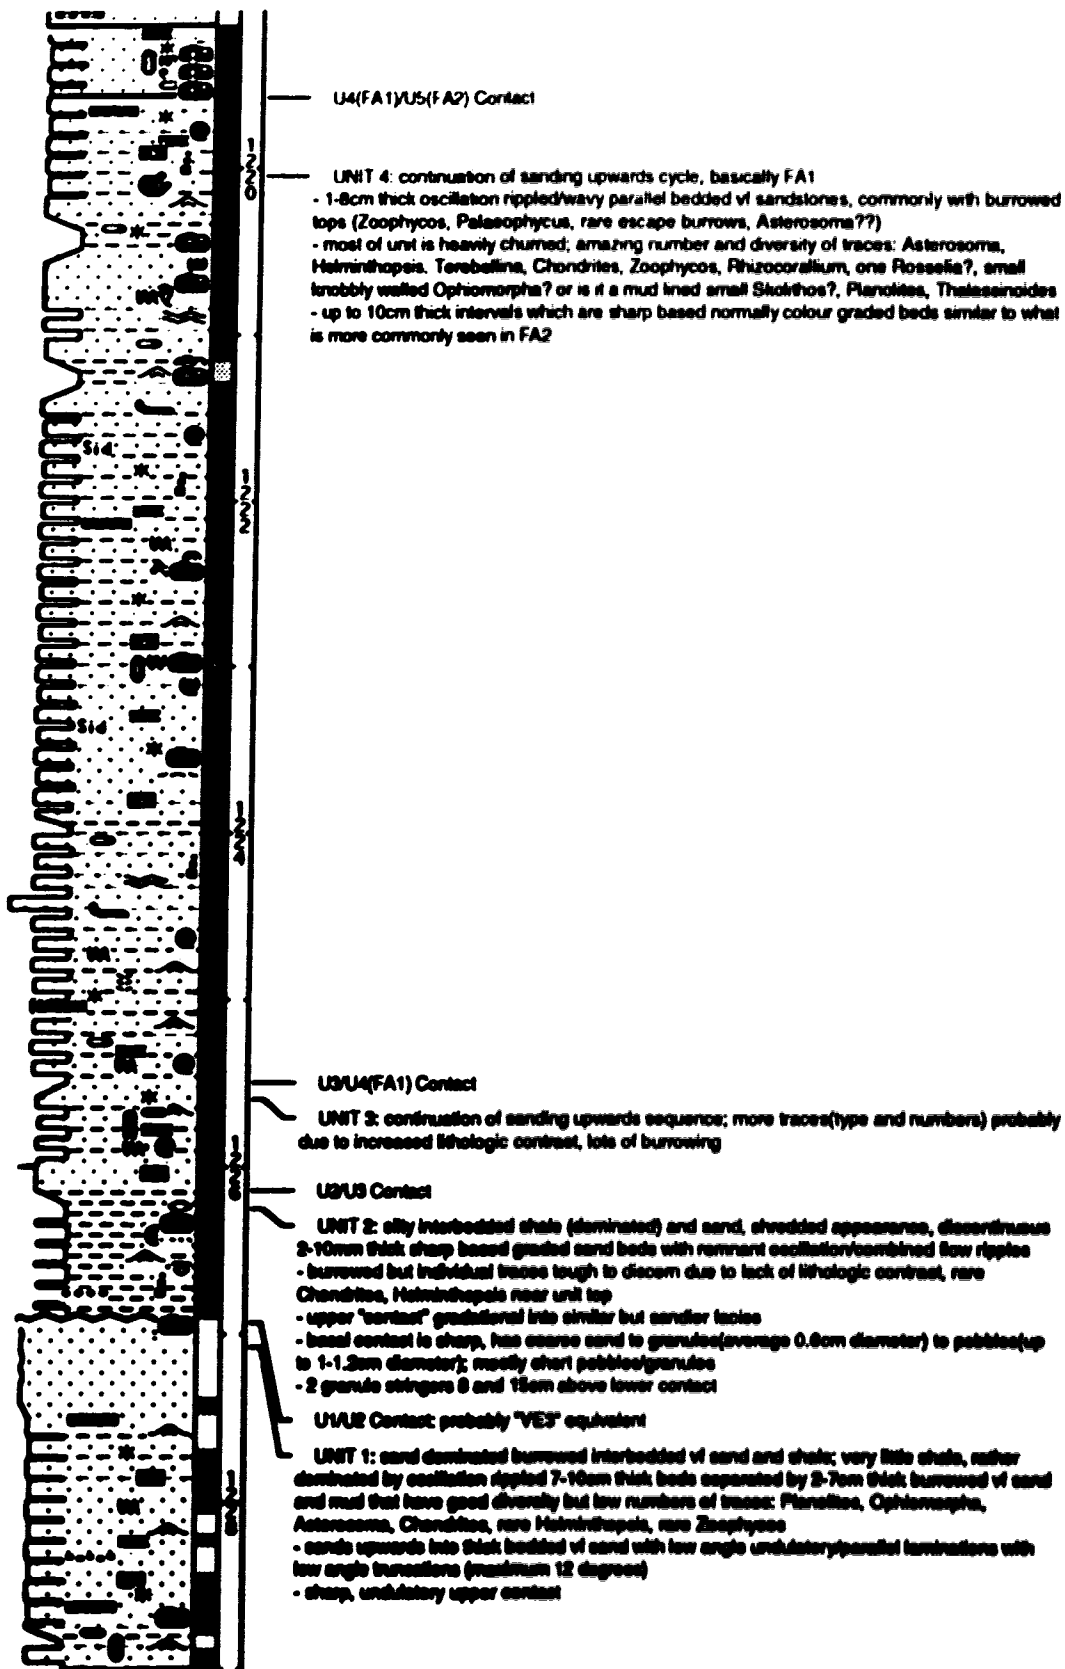 U4(FA1)/U5(FA2) Contact
1220
UNIT 4: continuation of sanding upwards cycle, basically FA1
- 1-8cm thick oscillation rippled/wavy parallel bedded vf sandstones, commonly with burrowed
tops (Zoophycos, Palaeophycus, rare escape burrows, Asterosoma??)
- most of unit is heavily churned; amazing number and diversity of traces: Asterosoma,
Helminthopsis, Terebellina, Chondrites, Zoophycos, Rhizocorallium, one Rosselia?, small
knobbly walled Ophiomorpha? or is it a mud lined small Skolithos?, Planolites, Thalassinoides
- up to 10cm thick intervals which are sharp based normally colour graded beds similar to what
is more commonly seen in FA2
Sid
1222
Sid
1224
U3/U4(FA1) Contact
UNIT 3: continuation of sanding upwards sequence; more traces(type and numbers) probably
due to increased lithologic contrast, lots of burrowing
1226
U2/U3 Contact
UNIT 2: silty interbedded shale (dominated) and sand, shredded appearance, discontinuous
2-10mm thick sharp based graded sand beds with remnant oscillation/combined flow ripples
- burrowed but individual traces tough to discern due to lack of lithologic contrast, rare
Chondrites, Helminthopsis near unit top
- upper "contact" gradational into similar but sandier facies
- basal contact is sharp, has coarse sand to granules(average 0.6cm diameter) to pebbles(up
to 1-1.2cm diameter); mostly chert pebbles/granules
- 2 granule stringers 8 and 15cm above lower contact
U1/U2 Contact: probably "VE3" equivalent
UNIT 1: sand dominated burrowed interbedded vf sand and shale; very little shale, rather
dominated by oscillation rippled 7-10cm thick beds separated by 2-7cm thick burrowed vf sand
and mud that have good diversity but low numbers of traces: Planolites, Ophiomorpha,
Asterosoma, Chondrites, rare Helminthopsis, rare Zoophycos
1228
- sands upwards into thick bedded vf sand with low angle undulatory/parallel laminations with
low angle truncations (maximum 12 degrees)
- sharp, undulatory upper contact